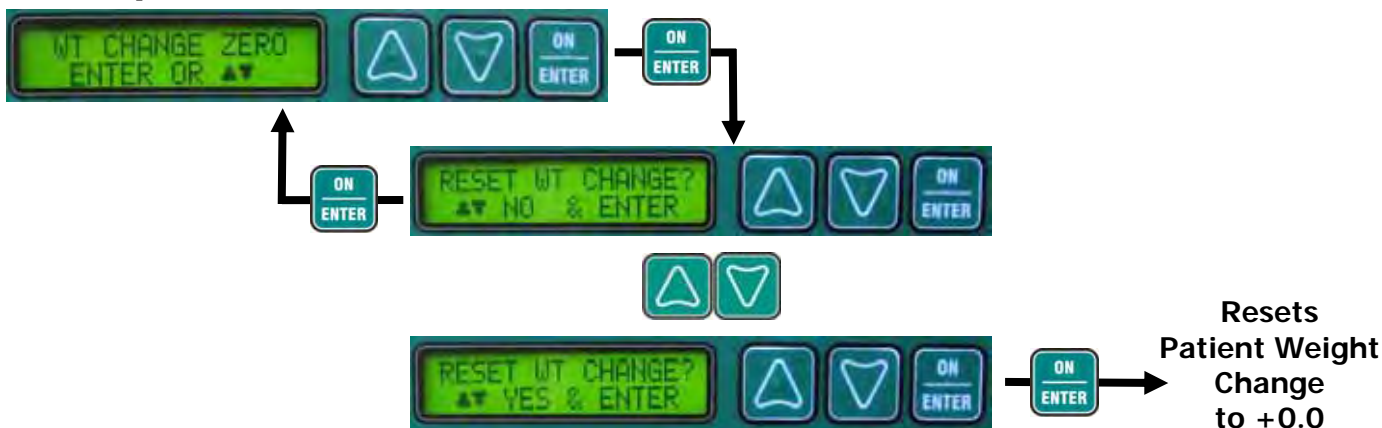 WT CHANGE ZERO
ENTER OR ▲▼
ON
ENTER
ON
ENTER
RESET WT CHANGE?
▲▼ NO & ENTER
ON
ENTER
ON
ENTER
RESET WT CHANGE?
▲▼ YES & ENTER
ON
ENTER
ON
ENTER
Resets
Patient Weight
Change
to +0.0